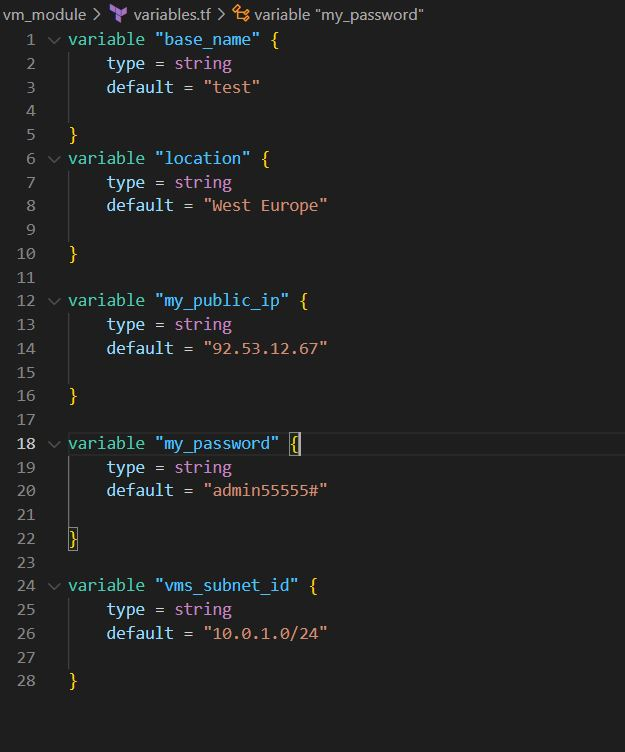 vm_module > variables.tf > variable "my_password"
1 variable "base_name" {
2 type = string
3 default = "test"
4
5 }
6 variable "location" {
7 type = string
8 default = "West Europe"
9
10 }
11
12 variable "my_public_ip" {
13 type = string
14 default = "92.53.12.67"
15
16 }
17
18 variable "my_password" {
19 type = string
20 default = "admin55555#"
21
22 }
23
24 variable "vms_subnet_id" {
25 type = string
26 default = "10.0.1.0/24"
27
28 }